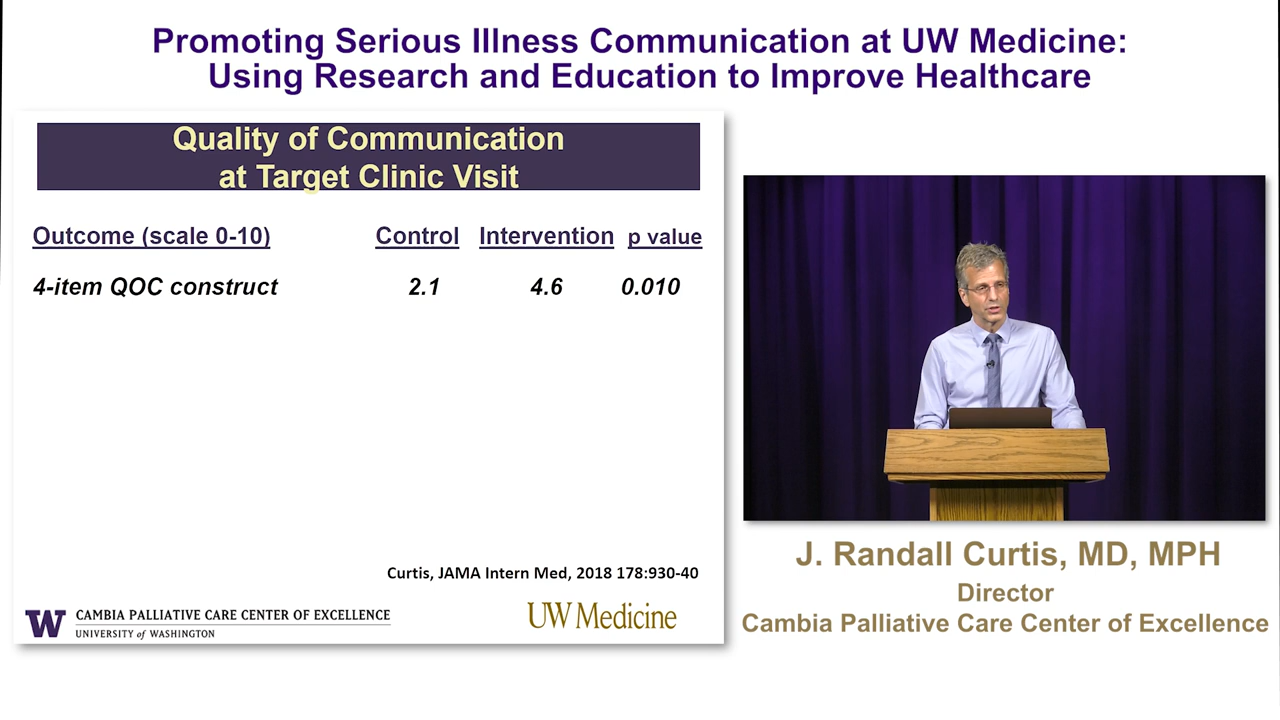 Promoting Serious Illness Communication at UW Medicine:
Using Research and Education to Improve Healthcare
Quality of Communication
at Target Clinic Visit
Outcome (scale 0-10) Control Intervention p value
4-item QOC construct 2.1 4.6 0.010
Curtis, JAMA Intern Med, 2018 178:930-40
W CAMBIA PALLIATIVE CARE CENTER OF EXCELLENCE
UNIVERSITY of WASHINGTON
UW Medicine
J. Randall Curtis, MD, MPH
Director
Cambia Palliative Care Center of Excellence